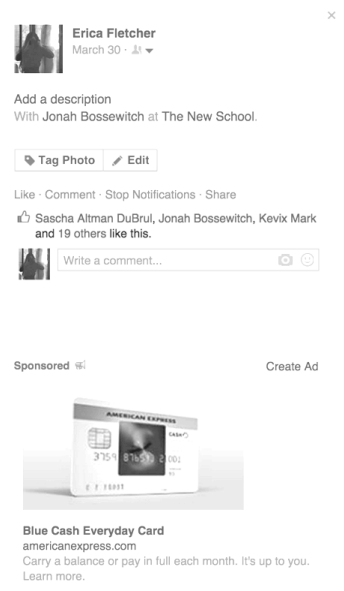 ×
Erica Fletcher
March 30 ·
Add a description
With Jonah Bossewitch at The New School.
Tag Photo Edit
Like · Comment · Stop Notifications · Share
Sascha Altman DuBrul, Jonah Bossewitch, Kevix Mark
and 19 others like this.
Write a comment...
Sponsored Create Ad
AMERICAN EXPRESS
CASH
3759
Blue Cash Everyday Card
americanexpress.com
Carry a balance or pay in full each month. It's up to you.
Learn more.